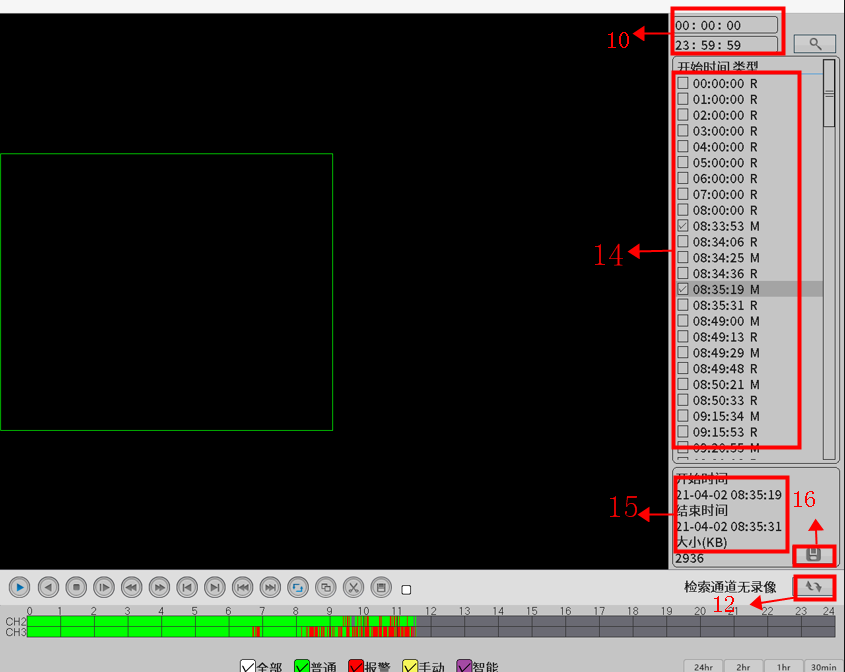 00: 00: 00
10
23: 59: 59
开始时间 类型
00:00:00 R
01:00:00 R
02:00:00 R
03:00:00 R
04:00:00 R
05:00:00 R
06:00:00 R
07:00:00 R
08:00:00 R
08:33:53 M
08:34:06 R
14
08:34:25 M
08:34:36 R
08:35:19 M
08:35:31 R
08:49:00 M
08:49:13 R
08:49:29 M
08:49:48 R
08:50:21 M
08:50:33 R
09:15:34 M
09:15:53 R
09:20:55 M
开始时间
21-04-02 08:35:19
16
15
结束时间
21-04-02 08:35:31
大小(KB)
2936
检索通道无录像
12
0 1 2 3 4 5 6 7 8 9 10 11 12 13 14 15 16 17 18 19 20 21 22 23 24
CH2
CH3
全部 普通 报警 手动 智能
24hr 2hr 1hr 30min